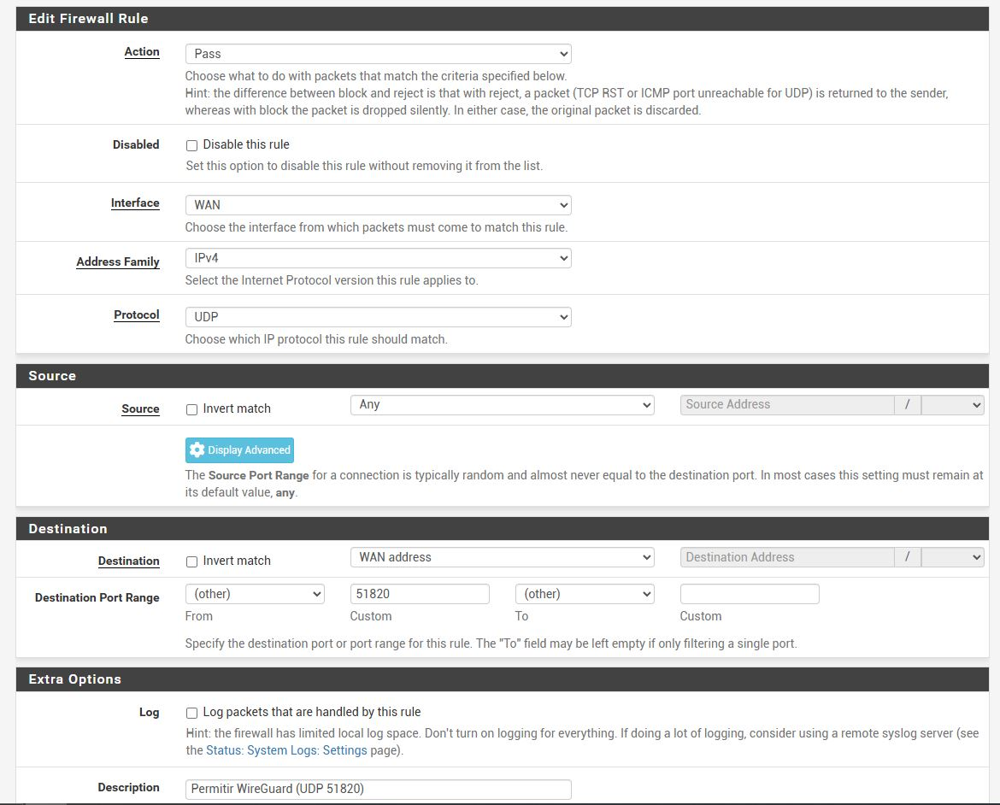 Edit Firewall Rule
Action
Pass
Choose what to do with packets that match the criteria specified below.
Hint: the difference between block and reject is that with reject, a packet (TCP RST or ICMP port unreachable for UDP) is returned to the sender,
whereas with block the packet is dropped silently. In either case, the original packet is discarded.
Disabled
Disable this rule
Set this option to disable this rule without removing it from the list.
Interface
WAN
Choose the interface from which packets must come to match this rule.
Address Family
IPv4
Select the Internet Protocol version this rule applies to.
Protocol
UDP
Choose which IP protocol this rule should match.
Source
Source Invert match Any Source Address /
Display Advanced
The Source Port Range for a connection is typically random and almost never equal to the destination port. In most cases this setting must remain at
its default value, any.
Destination
Destination Invert match WAN address Destination Address /
Destination Port Range (other) 51820 (other)
From Custom To Custom
Specify the destination port or port range for this rule. The "To" field may be left empty if only filtering a single port.
Extra Options
Log Log packets that are handled by this rule
Hint: the firewall has limited local log space. Don't turn on logging for everything. If doing a lot of logging, consider using a remote syslog server (see
the Status: System Logs: Settings page).
Description Permitir WireGuard (UDP 51820)